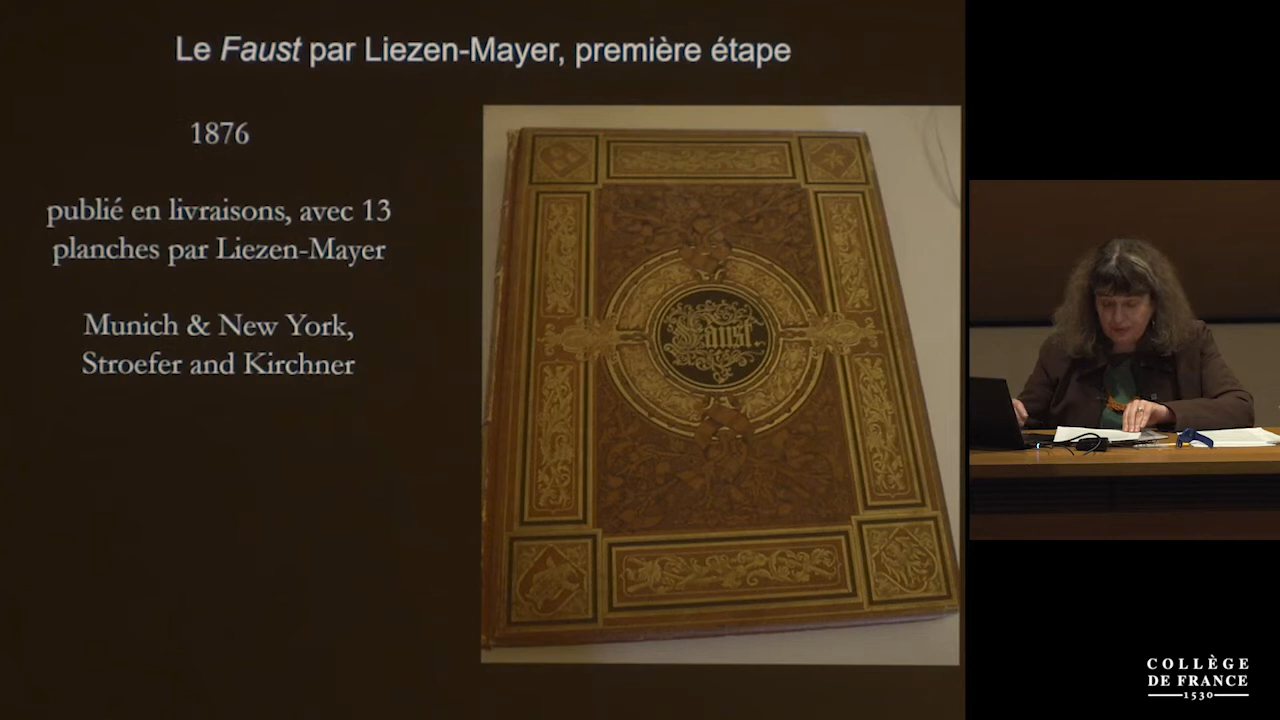 Le Faust par Liezen-Mayer, première étape
1876
publié en livraisons, avec 13
planches par Liezen-Mayer
Munich & New York,
Stroefer and Kirchner
Faust.
COLLÈGE
DE FRANCE
1530